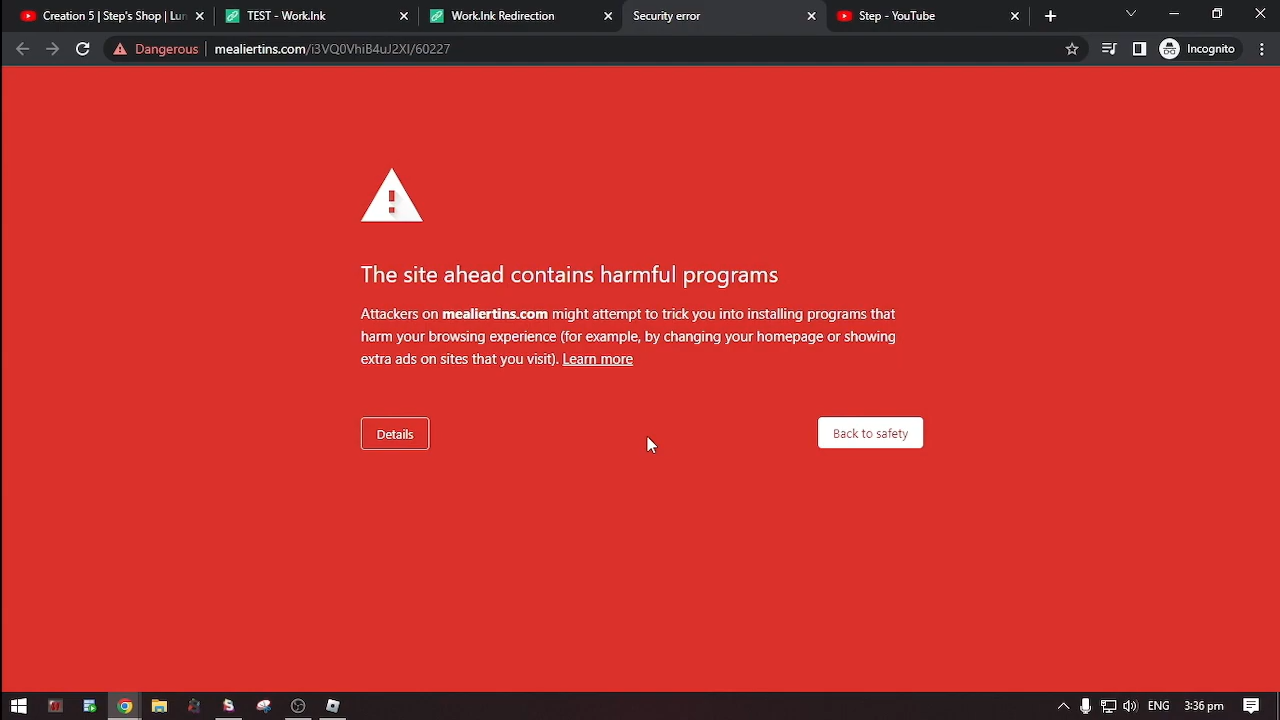 Creation 5 | Step's Shop | Lun
TEST - Work.Ink
Work.Ink Redirection
Security error
Step - YouTube
Dangerous
mealiertins.com/i3VQ0VhiB4uJ2XI/60227
Incognito
The site ahead contains harmful programs
Attackers on mealiertins.com might attempt to trick you into installing programs that
harm your browsing experience (for example, by changing your homepage or showing
extra ads on sites that you visit). Learn more
Details
Back to safety
ENG
3:36 pm